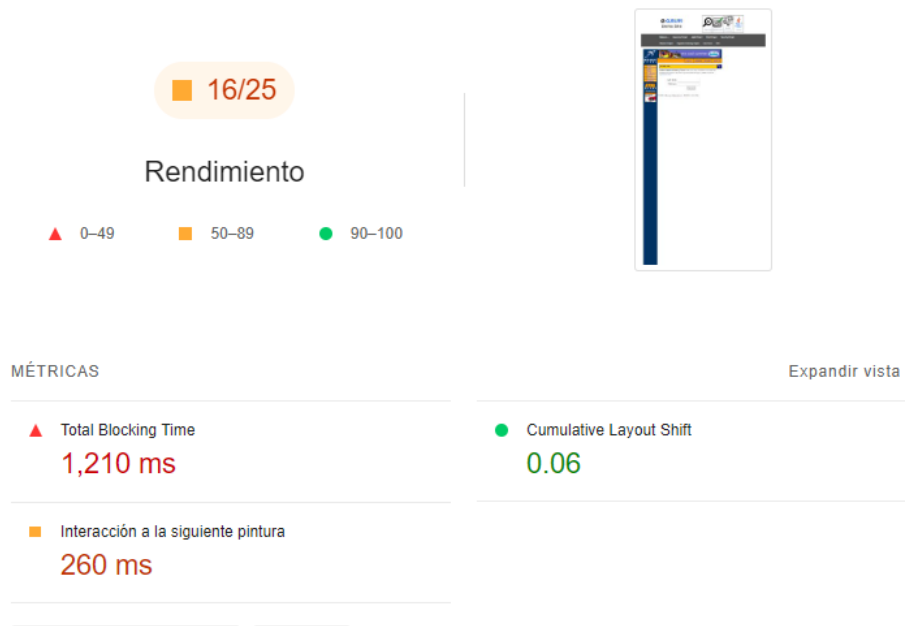 16/25
Rendimiento
0–49
50–89
90–100
MÉTRICAS
Expandir vista
Total Blocking Time
1,210 ms
Cumulative Layout Shift
0.06
Interacción a la siguiente pintura
260 ms